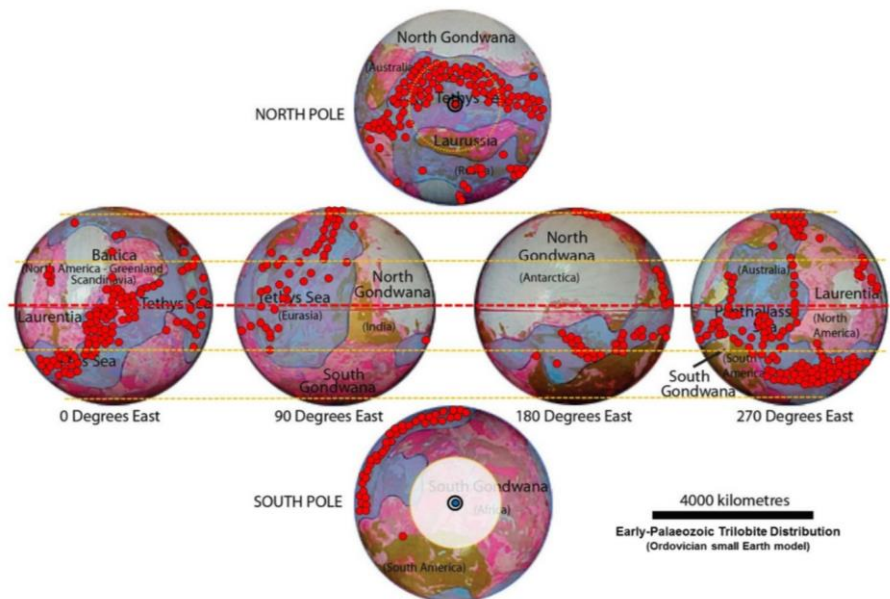 North Gondwana
(Australia
Tethys Sea
NORTH POLE
Laurussia
Baltica
(North America - Greenland
Scandinavia)
Tethys Sea
Laurentia
0 Degrees East
Tethys Sea
(Eurasia)
North
Gondwana
(India)
South
Gondwana
90 Degrees East
North
Gondwana
(Antarctica)
180 Degrees East
(Australia)
Laurentia
(North
America)
(South
America
South
Gondwana
270 Degrees East
SOUTH POLE
South Gondwana
(Africa)
(South America)
4000 kilometres
Early-Palaeozoic Trilobite Distribution
(Ordovician small Earth model)